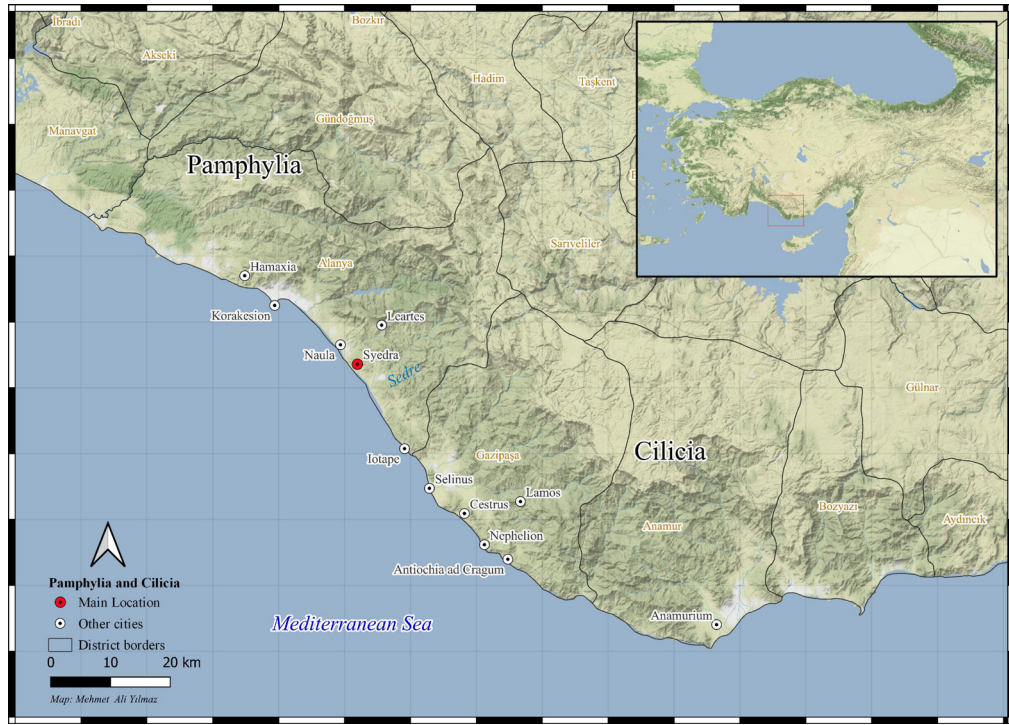 İbradı
Bozkır
Akseki
Hadim
Taşkent
Gündoğmuş
Manavgat
Pamphylia
Sarıveliler
Hamaxia
Alanya
Korakesion
Leartes
Naula
Syedra
Sedre
Gülnar
Iotape
Gazipaşa
Cilicia
Selinus
Lamos
Cestrus
Bozyazı
Aydıncık
Anamur
Nephelion
Antiochia ad Cragum
Anamurium
Mediterranean Sea
Pamphylia and Cilicia
Main Location
Other cities
District borders
0 10 20 km
Map: Mehmet Ali Yılmaz